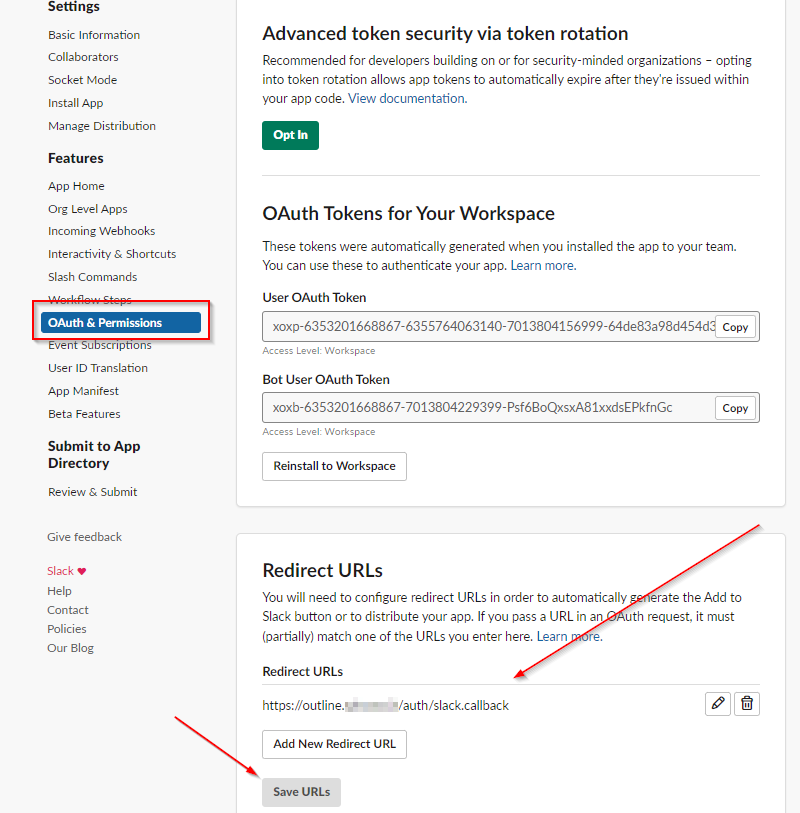 Settings
Basic Information
Collaborators
Socket Mode
Install App
Manage Distribution
Features
App Home
Org Level Apps
Incoming Webhooks
Interactivity & Shortcuts
Slash Commands
Workflow Steps
OAuth & Permissions
Event Subscriptions
User ID Translation
App Manifest
Beta Features
Submit to App
Directory
Review & Submit
Give feedback
Slack ♥
Help
Contact
Policies
Our Blog
Advanced token security via token rotation
Recommended for developers building on or for security-minded organizations – opting
into token rotation allows app tokens to automatically expire after they're issued within
your app code. View documentation.
Opt In
OAuth Tokens for Your Workspace
These tokens were automatically generated when you installed the app to your team.
You can use these to authenticate your app. Learn more.
User OAuth Token
xoxp-6353201668867-6355764063140-7013804156999-64de83a98d454d3 Copy
Access Level: Workspace
Bot User OAuth Token
xoxb-6353201668867-7013804229399-Psf6BoQxsxA81xxdsEPkfnGc Copy
Access Level: Workspace
Reinstall to Workspace
Redirect URLs
You will need to configure redirect URLs in order to automatically generate the Add to
Slack button or to distribute your app. If you pass a URL in an OAuth request, it must
(partially) match one of the URLs you enter here. Learn more.
Redirect URLs
https://outline. /auth/slack.callback
Add New Redirect URL
Save URLs